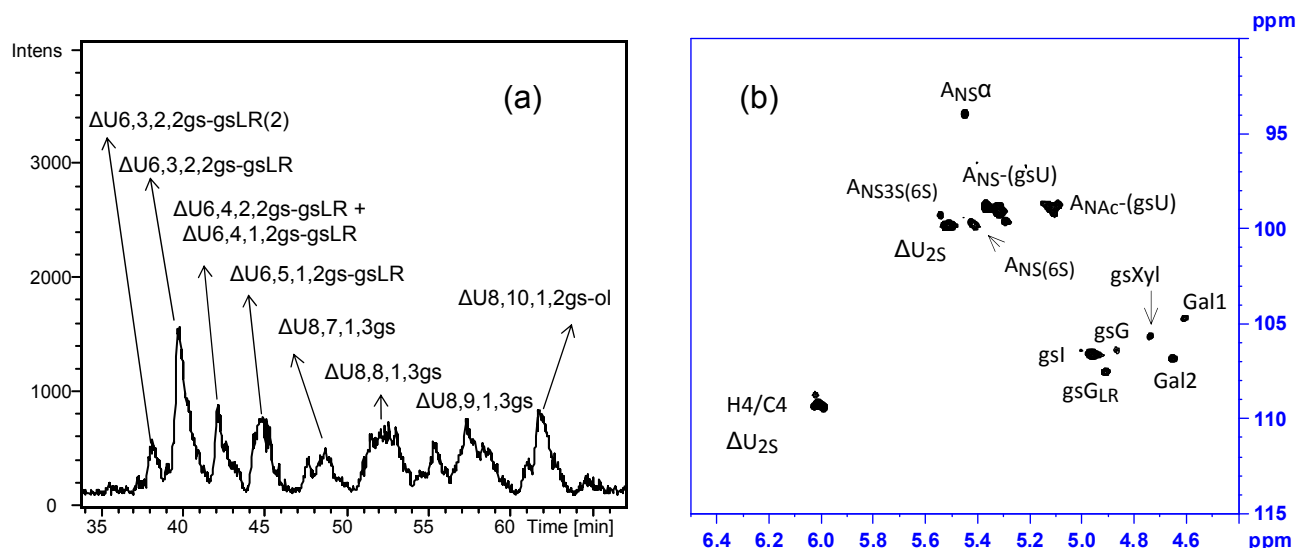 Intens
(a)
ΔU6,3,2,2gs-gsLR(2)
3000
ΔU6,3,2,2gs-gsLR
ΔU6,4,2,2gs-gsLR +
ΔU6,4,1,2gs-gsLR
2000
ΔU6,5,1,2gs-gsLR
ΔU8,10,1,2gs-ol
ΔU8,7,1,3gs
ΔU8,8,1,3gs
1000
ΔU8,9,1,3gs
0
35 40 45 50 55 60 Time [min]
ppm
(b)
ANSα
95
ANS-(gsU)
ANS3S(6S)
ANAc-(gsU)
100
ΔU2S
ANS(6S)
gsXyl
Gal1
105
gsG
gsI
Gal2
gsGLR
H4/C4
110
ΔU2S
115
6.4 6.2 6.0 5.8 5.6 5.4 5.2 5.0 4.8 4.6 ppm